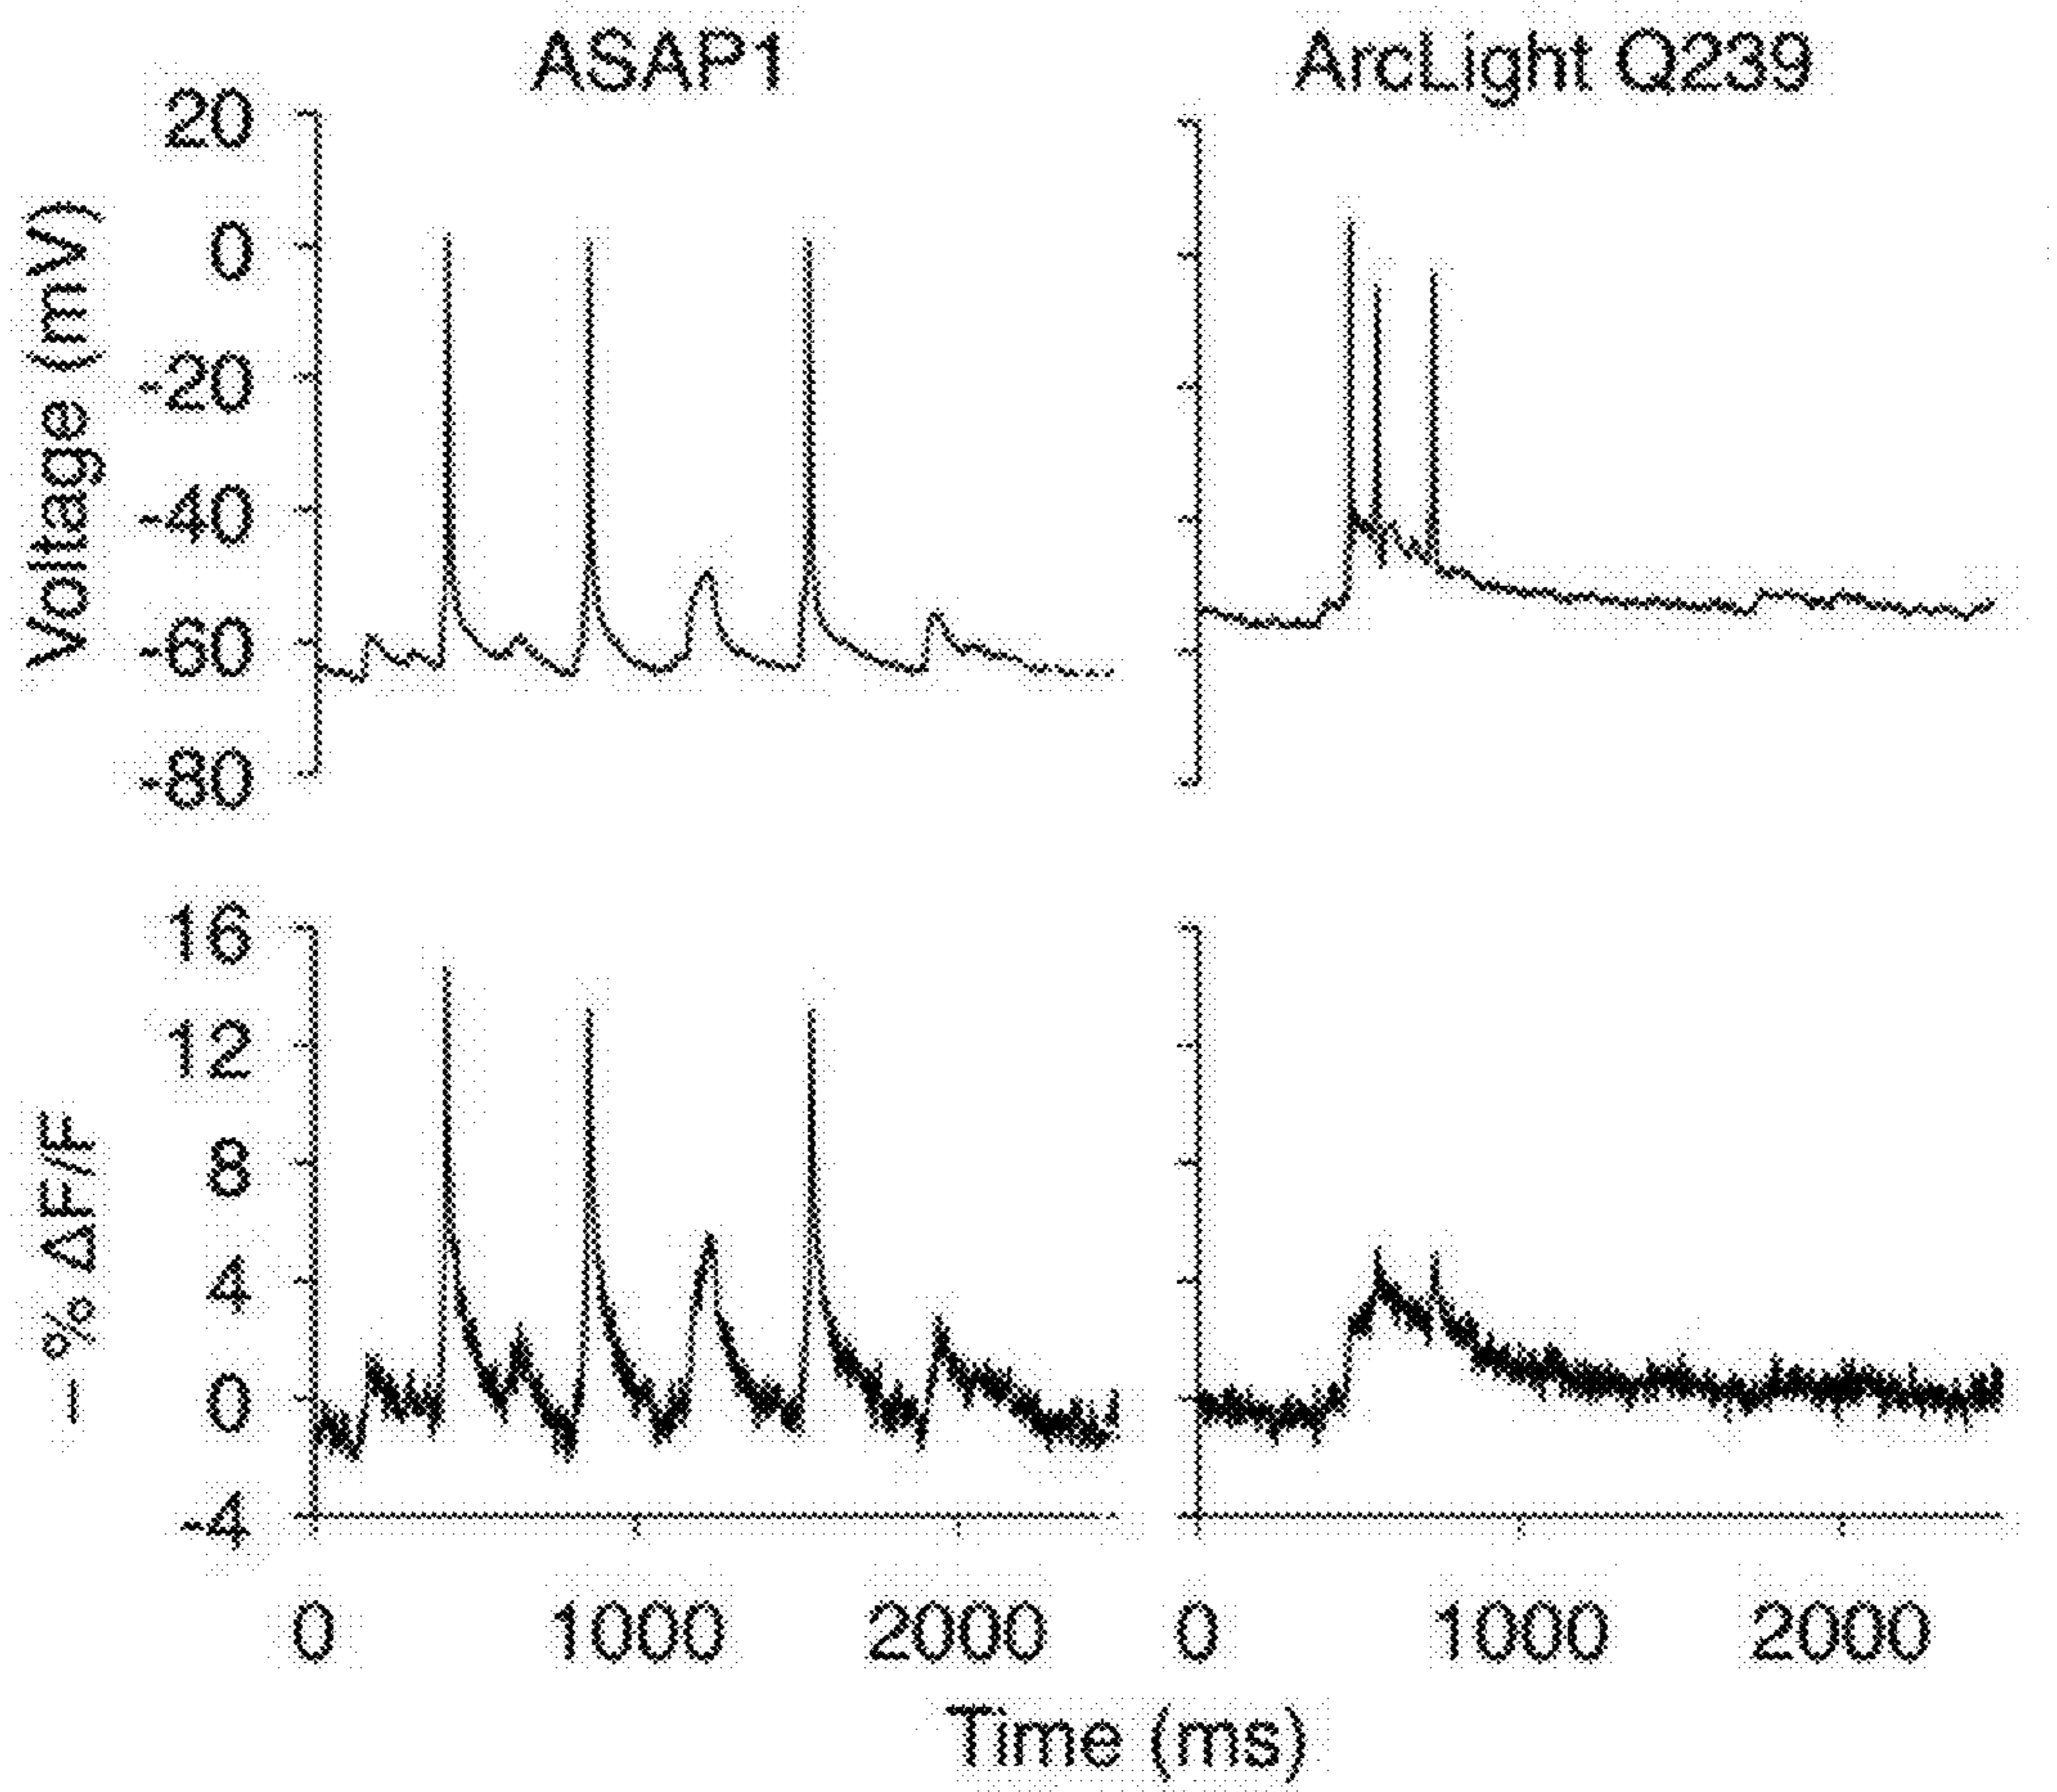 ASAP1
ArcLight Q239
Voltage (mV)
20
0
-20
-40
-60
-80
– % ΔF/F
16
12
8
4
0
-4
0 1000 2000
0 1000 2000
Time (ms)